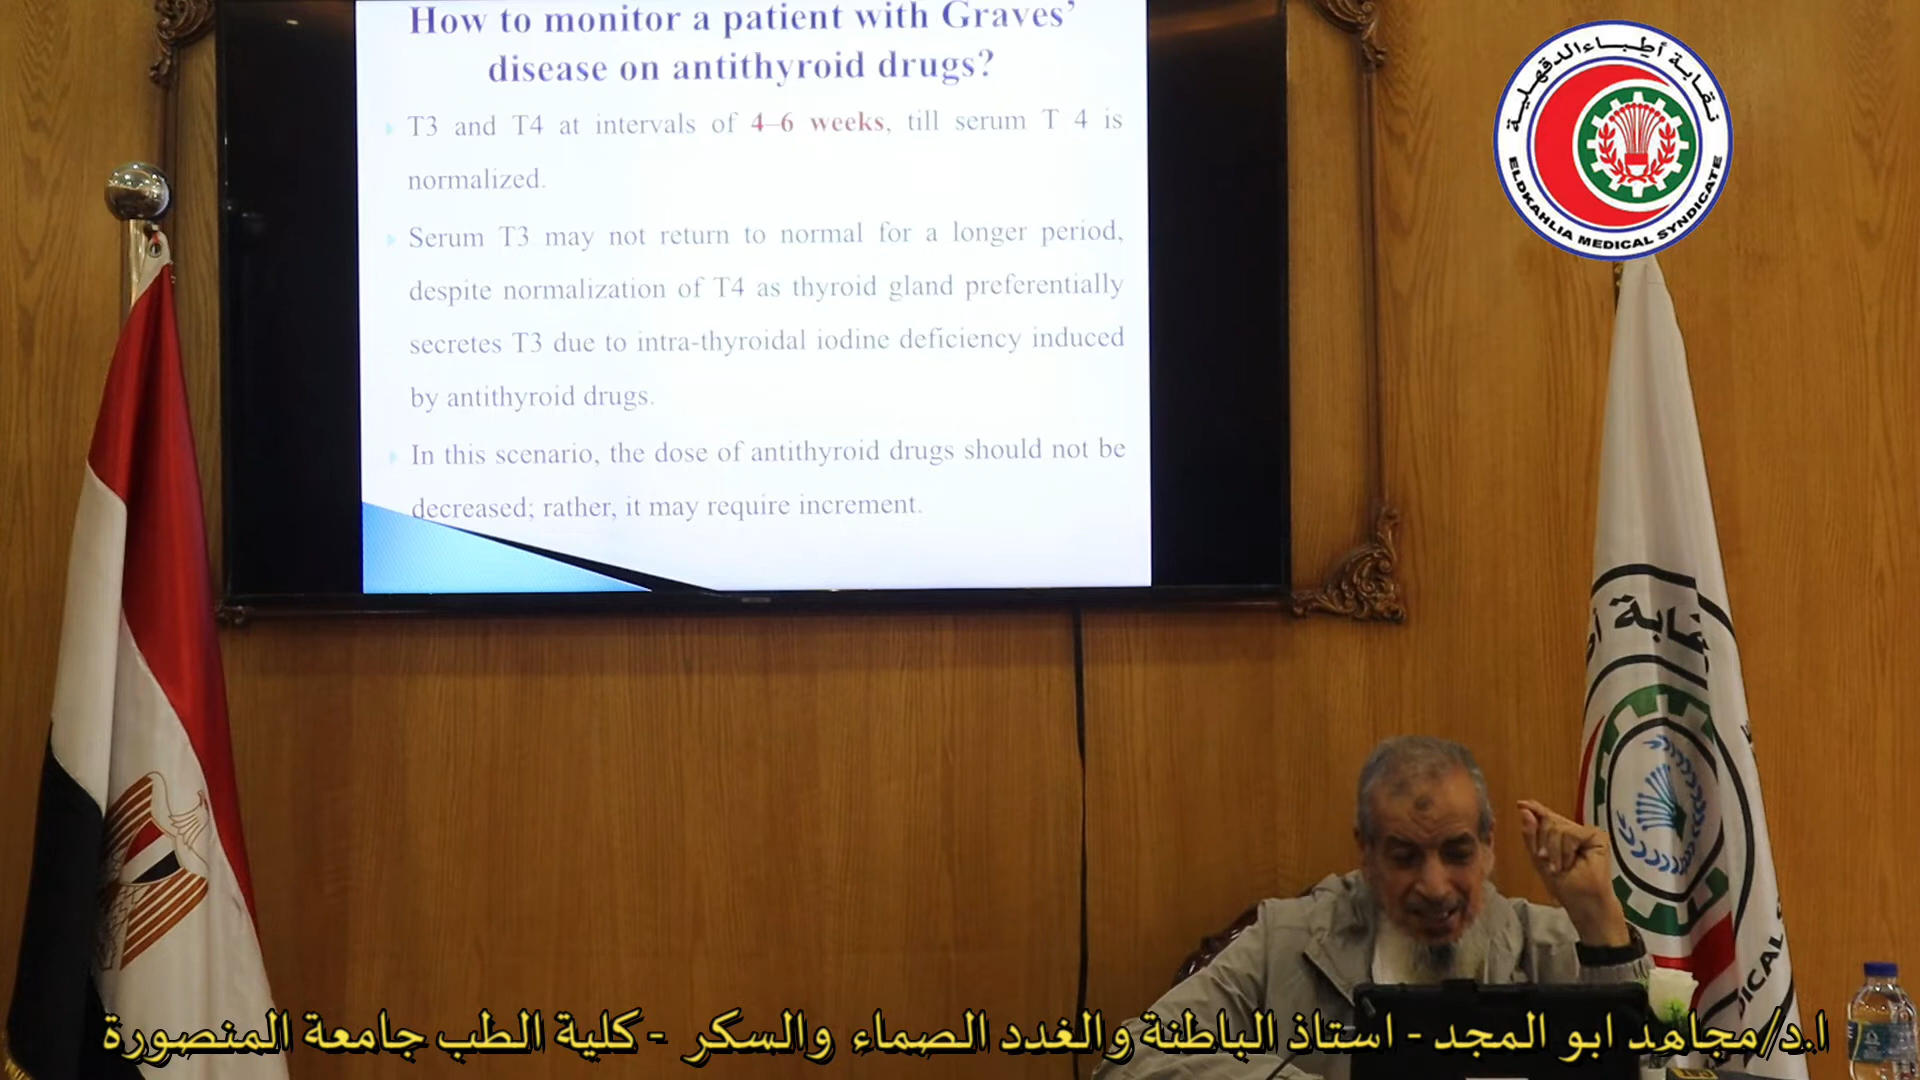 How to monitor a patient with Graves’
disease on antithyroid drugs?
T3 and T4 at intervals of 4–6 weeks, till serum T 4 is
normalized.
Serum T3 may not return to normal for a longer period,
despite normalization of T4 as thyroid gland preferentially
secretes T3 due to intra-thyroidal iodine deficiency induced
by antithyroid drugs.
In this scenario, the dose of antithyroid drugs should not be
decreased; rather, it may require increment.
نقابة أطباء الدقهلية
ELDKAHLIA MEDICAL SYNDICATE
ا.د/مجاهد ابو المجد - استاذ الباطنة والغدد الصماء والسكر - كلية الطب جامعة المنصورة